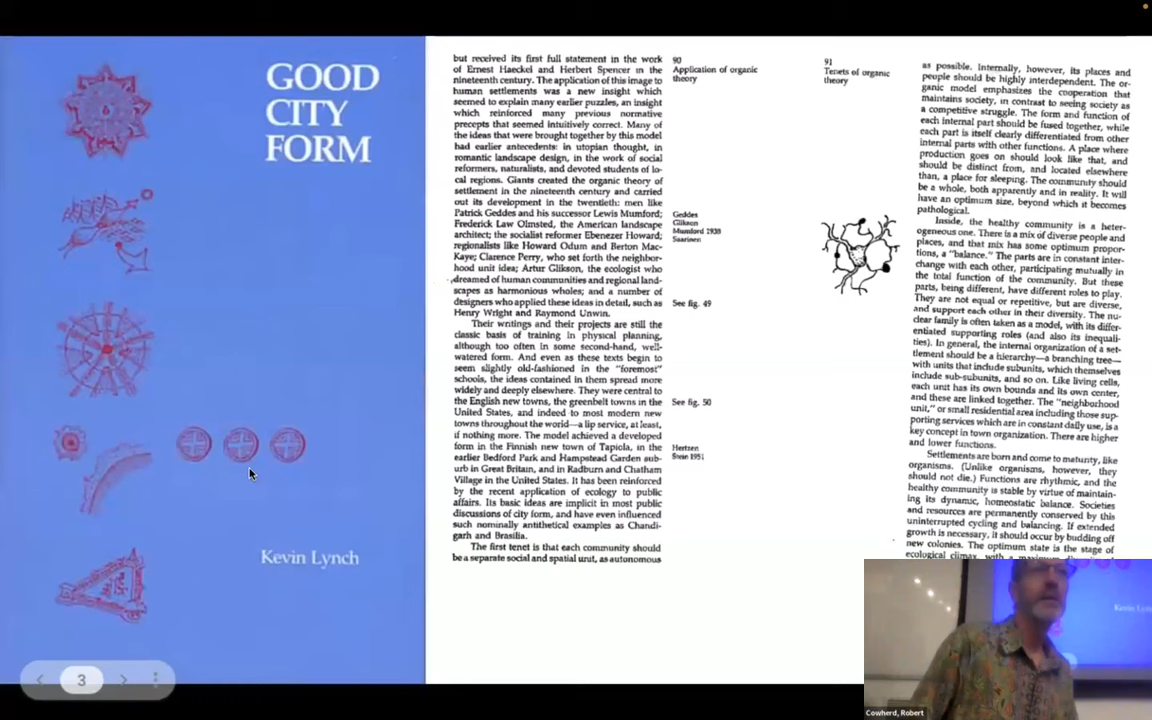 GOOD
CITY
FORM
Kevin Lynch
3
but received its first full statement in the work
of Ernest Haeckel and Herbert Spencer in the
nineteenth century. The application of this image to
human settlements was a new insight which
seemed to explain many earlier puzzles, an insight
which reinforced many previous normative
precepts that seemed intuitively correct. Many of
the ideas that were brought together by this model
had earlier antecedents: in utopian thought, in
romantic landscape design, in the work of social
reformers, naturalists, and devoted students of lo-
cal regions. Giants created the organic theory of
settlement in the nineteenth century and carried
out its development in the twentieth: men like
Patrick Geddes and his successor Lewis Mumford;
Frederick Law Olmsted, the American landscape
architect; the socialist reformer Ebenezer Howard;
regionalists like Howard Odum and Berton Mac-
Kaye; Clarence Perry, who set forth the neighbor-
hood unit idea; Artur Glikson, the ecologist who
dreamed of human communities and regional land-
scapes as harmonious wholes; and a number of
designers who applied these ideas in detail, such as
Henry Wright and Raymond Unwin.
Their writings and their projects are still the
classic basis of training in physical planning,
although too often in some second-hand, well-
watered form. And even as these texts begin to
seem slightly old-fashioned in the "foremost"
schools, the ideas contained in them spread more
widely and deeply elsewhere. They were central to
the English new towns, the greenbelt towns in the
United States, and indeed to most modern new
towns throughout the world—a lip service, at least,
if nothing more. The model achieved a developed
form in the Finnish new town of Tapiola, in the
earlier Bedford Park and Hampstead Garden sub-
urb in Great Britain, and in Radburn and Chatham
Village in the United States. It has been reinforced
by the recent application of ecology to public
affairs. Its basic ideas are implicit in most public
discussions of city form, and have even influenced
such nominally antithetical examples as Chandi-
garh and Brasilia.
The first tenet is that each community should
be a separate social and spatial unit, as autonomous
90
Application of organic
theory
Geddes
Glikson
Mumford 1938
Saarinen
See fig. 49
See fig. 50
Hertzen
Stein 1951
91
Tenets of organic
theory
as possible. Internally, however, its places and
people should be highly interdependent. The or-
ganic model emphasizes the cooperation that
maintains society, in contrast to seeing society as
a competitive struggle. The form and function of
each internal part should be fused together, while
each part is itself clearly differentiated from other
internal parts with other functions. A place where
production goes on should look like that, and
should be distinct from, and located elsewhere
than, a place for sleeping. The community should
be a whole, both apparently and in reality. It will
have an optimum size, beyond which it becomes
pathological.
Inside, the healthy community is a heter-
ogeneous one. There is a mix of diverse people and
places, and that mix has some optimum propor-
tions, a "balance." The parts are in constant inter-
change with each other, participating mutually in
the total function of the community. But these
parts, being different, have different roles to play.
They are not equal or repetitive, but are diverse,
and support each other in their diversity. The nu-
clear family is often taken as a model, with its differ-
entiated supporting roles (and also its inequali-
ties). In general, the internal organization of a set-
tlement should be a hierarchy—a branching tree—
with units that include subunits, which themselves
include sub-subunits, and so on. Like living cells,
each unit has its own bounds and its own center,
and these are linked together. The "neighborhood
unit," or small residential area including those sup-
porting services which are in constant daily use, is a
key concept in town organization. There are higher
and lower functions.
Settlements are born and come to maturity, like
organisms. (Unlike organisms, however, they
should not die.) Functions are rhythmic, and the
healthy community is stable by virtue of maintain-
ing its dynamic, homeostatic balance. Societies
and resources are permanently conserved by this
uninterrupted cycling and balancing. If extended
growth is necessary, it should occur by budding off
new colonies. The optimum state is the stage of
ecological climax, with a maximum
Kevin Lyn
Cowherd, Robert